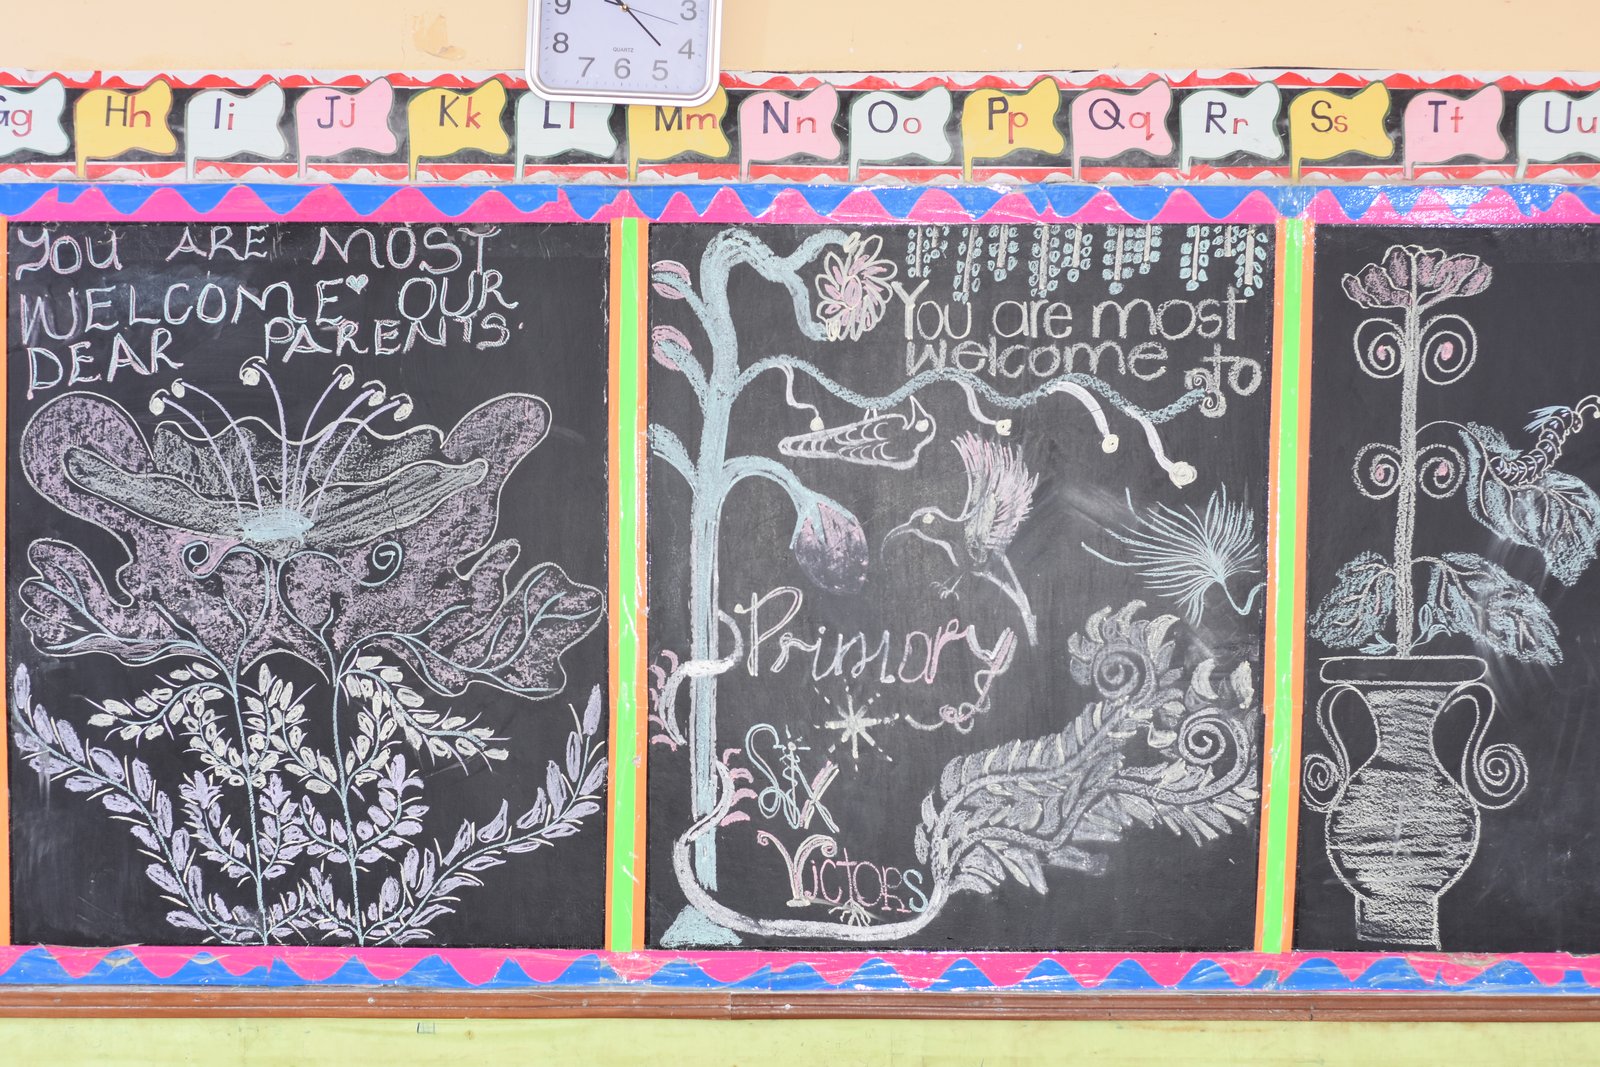 9 3
8 4
QUARTZ
7 6 5
Gg Hh Ii Jj Kk Ll Mm Nn Oo Pp Qq Rr Ss Tt Uu
YOU ARE MOST
WELCOME OUR
DEAR PARENTS.
You are most
welcome to
Primary
Six
Victors